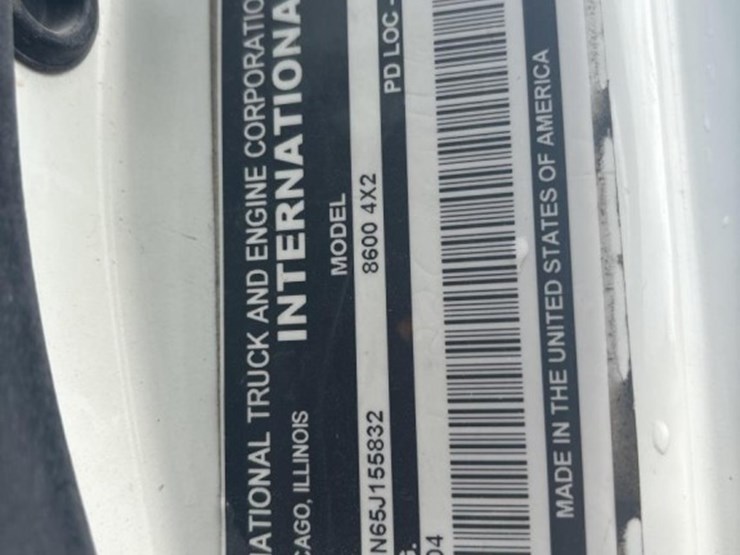 NATIONAL TRUCK AND ENGINE CORPORATIO
CAGO, ILLINOIS INTERNATIONA
MODEL
N65J155832 8600 4X2
PD LOC -
04
MADE IN THE UNITED STATES OF AMERICA